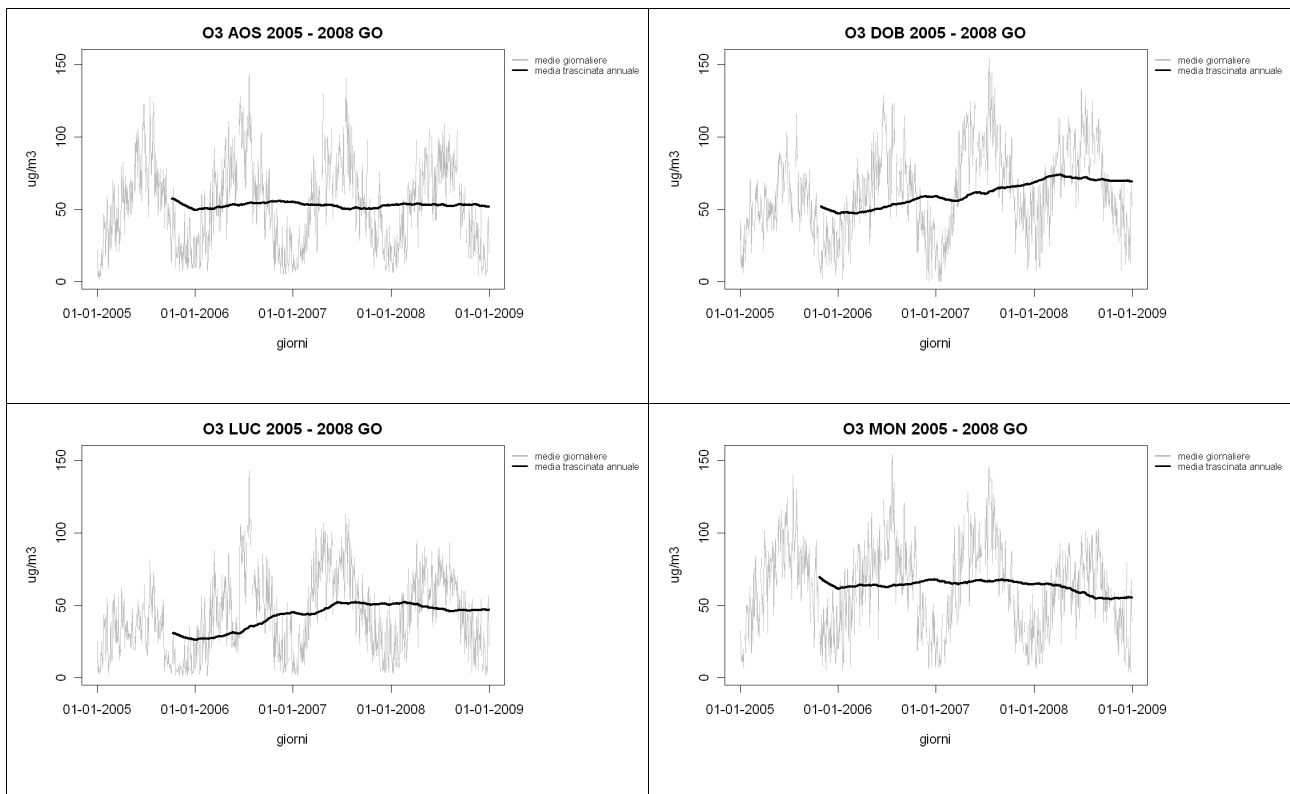 O3 AOS 2005 - 2008 GO
medie giornaliere
media trascinata annuale
150
100
50
0
ug/m3
01-01-2005 01-01-2006 01-01-2007 01-01-2008 01-01-2009
giorni
O3 DOB 2005 - 2008 GO
medie giornaliere
media trascinata annuale
150
100
50
0
ug/m3
01-01-2005 01-01-2006 01-01-2007 01-01-2008 01-01-2009
giorni
O3 LUC 2005 - 2008 GO
medie giornaliere
media trascinata annuale
150
100
50
0
ug/m3
01-01-2005 01-01-2006 01-01-2007 01-01-2008 01-01-2009
giorni
O3 MON 2005 - 2008 GO
medie giornaliere
media trascinata annuale
150
100
50
0
ug/m3
01-01-2005 01-01-2006 01-01-2007 01-01-2008 01-01-2009
giorni